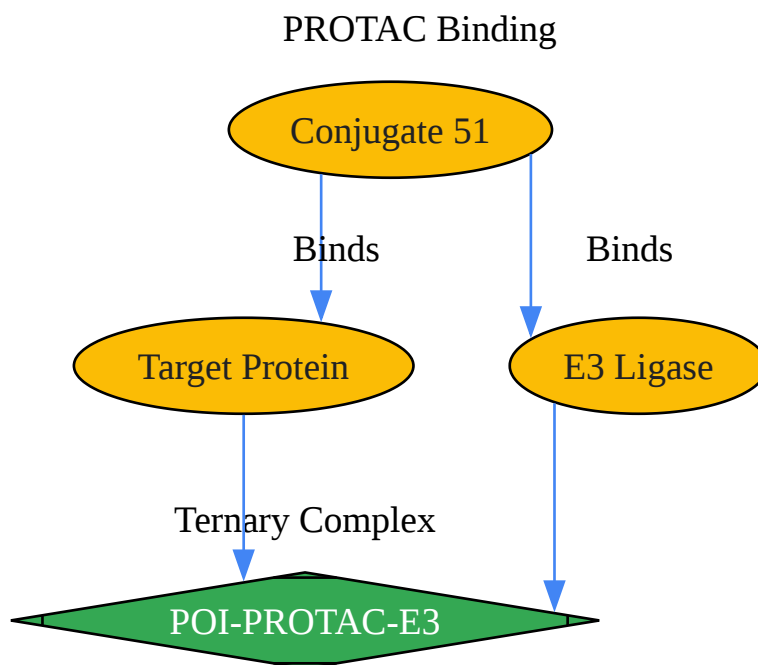 PROTAC Binding
Conjugate 51
Binds
Binds
Target Protein
E3 Ligase
Ternary Complex
POI-PROTAC-E3